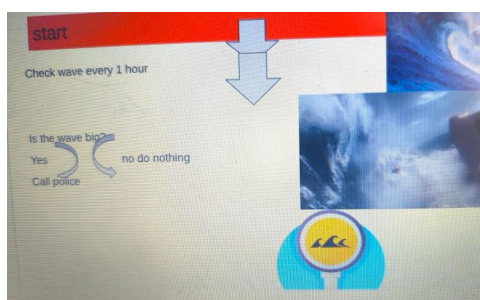 start
Check wave every 1 hour
Is the wave big?
Yes
no do nothing
Call police